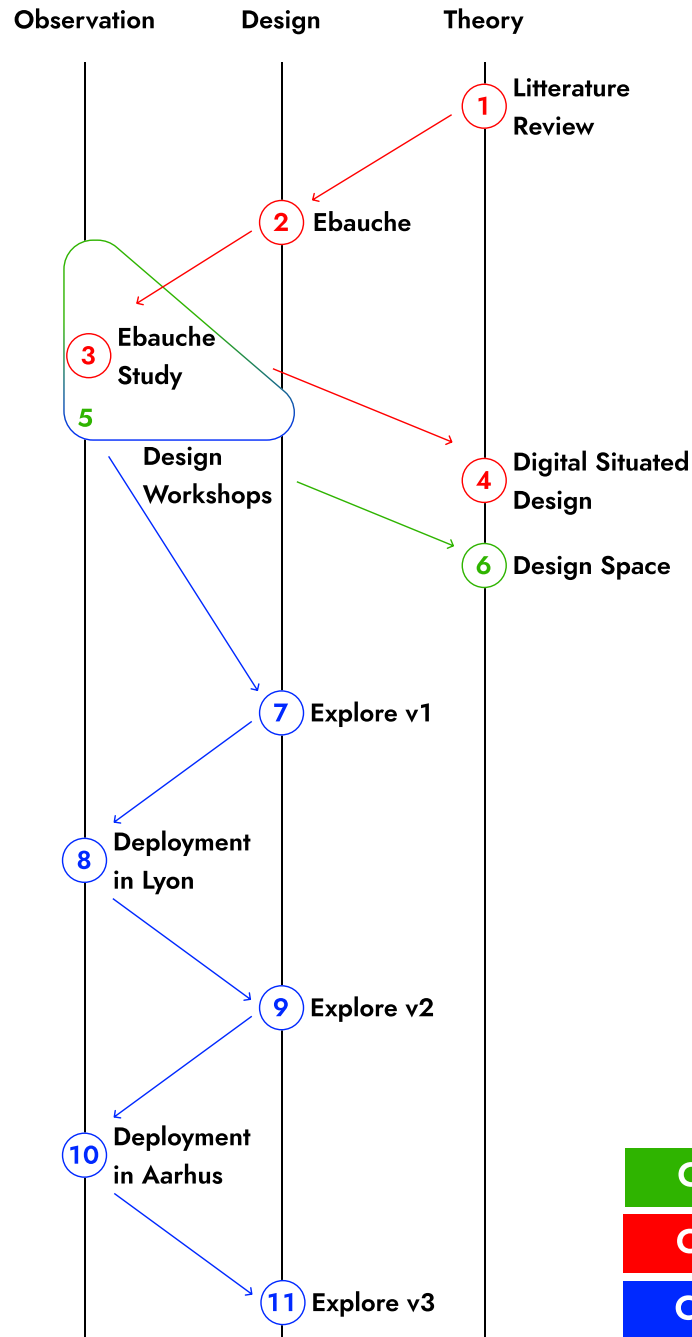 Observation
Design
Theory
1
Litterature
Review
2
Ebauche
3
Ebauche
Study
5
Design
Workshops
4
Digital Situated
Design
6
Design Space
7
Explore v1
8
Deployment
in Lyon
9
Explore v2
10
Deployment
in Aarhus
11
Explore v3